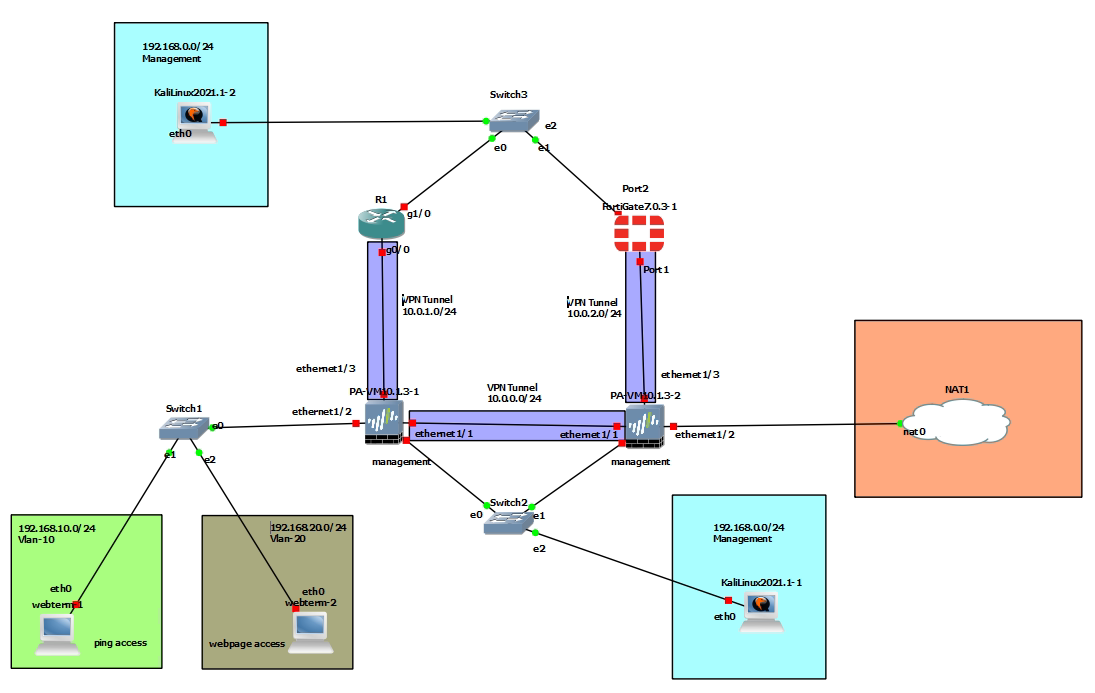 192.168.0.0/24
Management
KaliLinux2021.1-2
eth0
Switch3
e2
e0
e1
R1
g1/0
g0/0
Port2
FortiGate7.0.3-1
Port1
VPN Tunnel
10.0.1.0/24
VPN Tunnel
10.0.2.0/24
ethernet1/3
PA-VM10.1.3-1
ethernet1/2
VPN Tunnel
10.0.0.0/24
ethernet1/3
PA-VM10.1.3-2
ethernet1/1
ethernet1/1
ethernet1/2
management
management
NAT1
nat0
Switch1
e0
e1
e2
Switch2
e0
e1
e2
192.168.10.0/24
Vlan-10
eth0
webterm-1
ping access
192.168.20.0/24
Vlan-20
eth0
webterm-2
webpage access
192.168.0.0/24
Management
KaliLinux2021.1-1
eth0